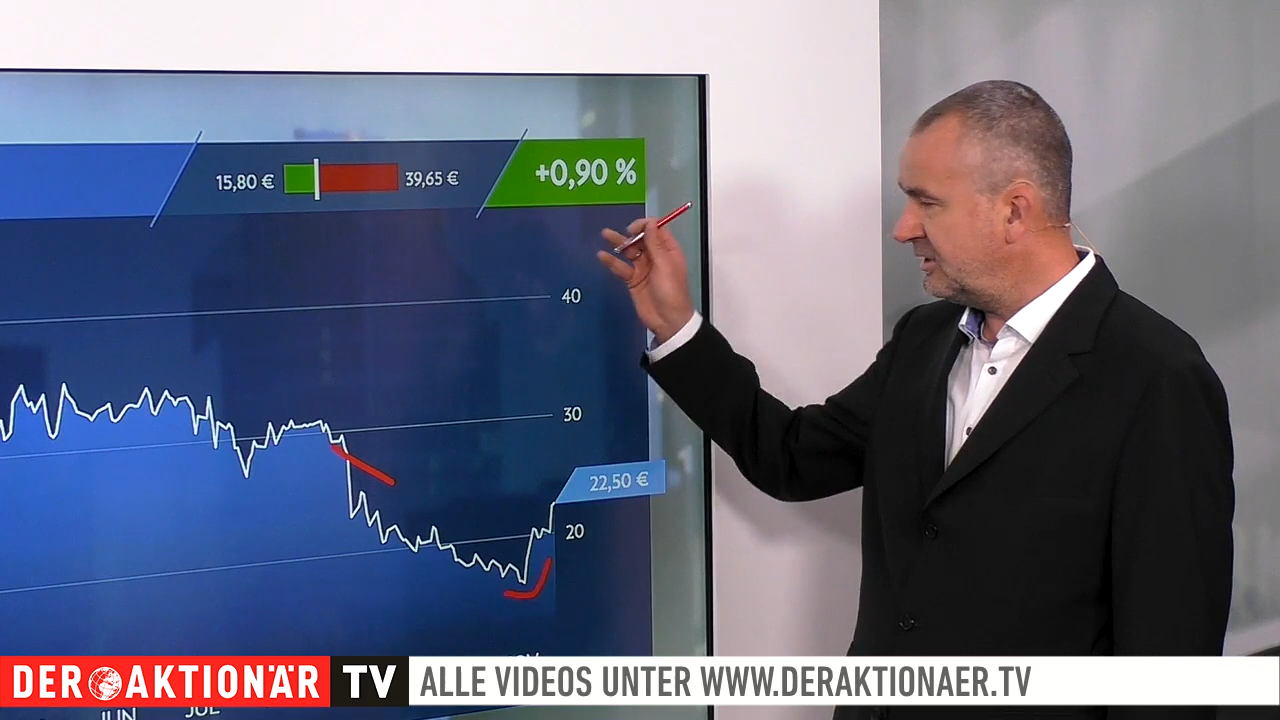 15,80 €
39,65 €
+0,90 %
40
30
22,50 €
20
DER AKTIONÄR TV
ALLE VIDEOS UNTER WWW.DERAKTIONAER.TV
JUN
JUL